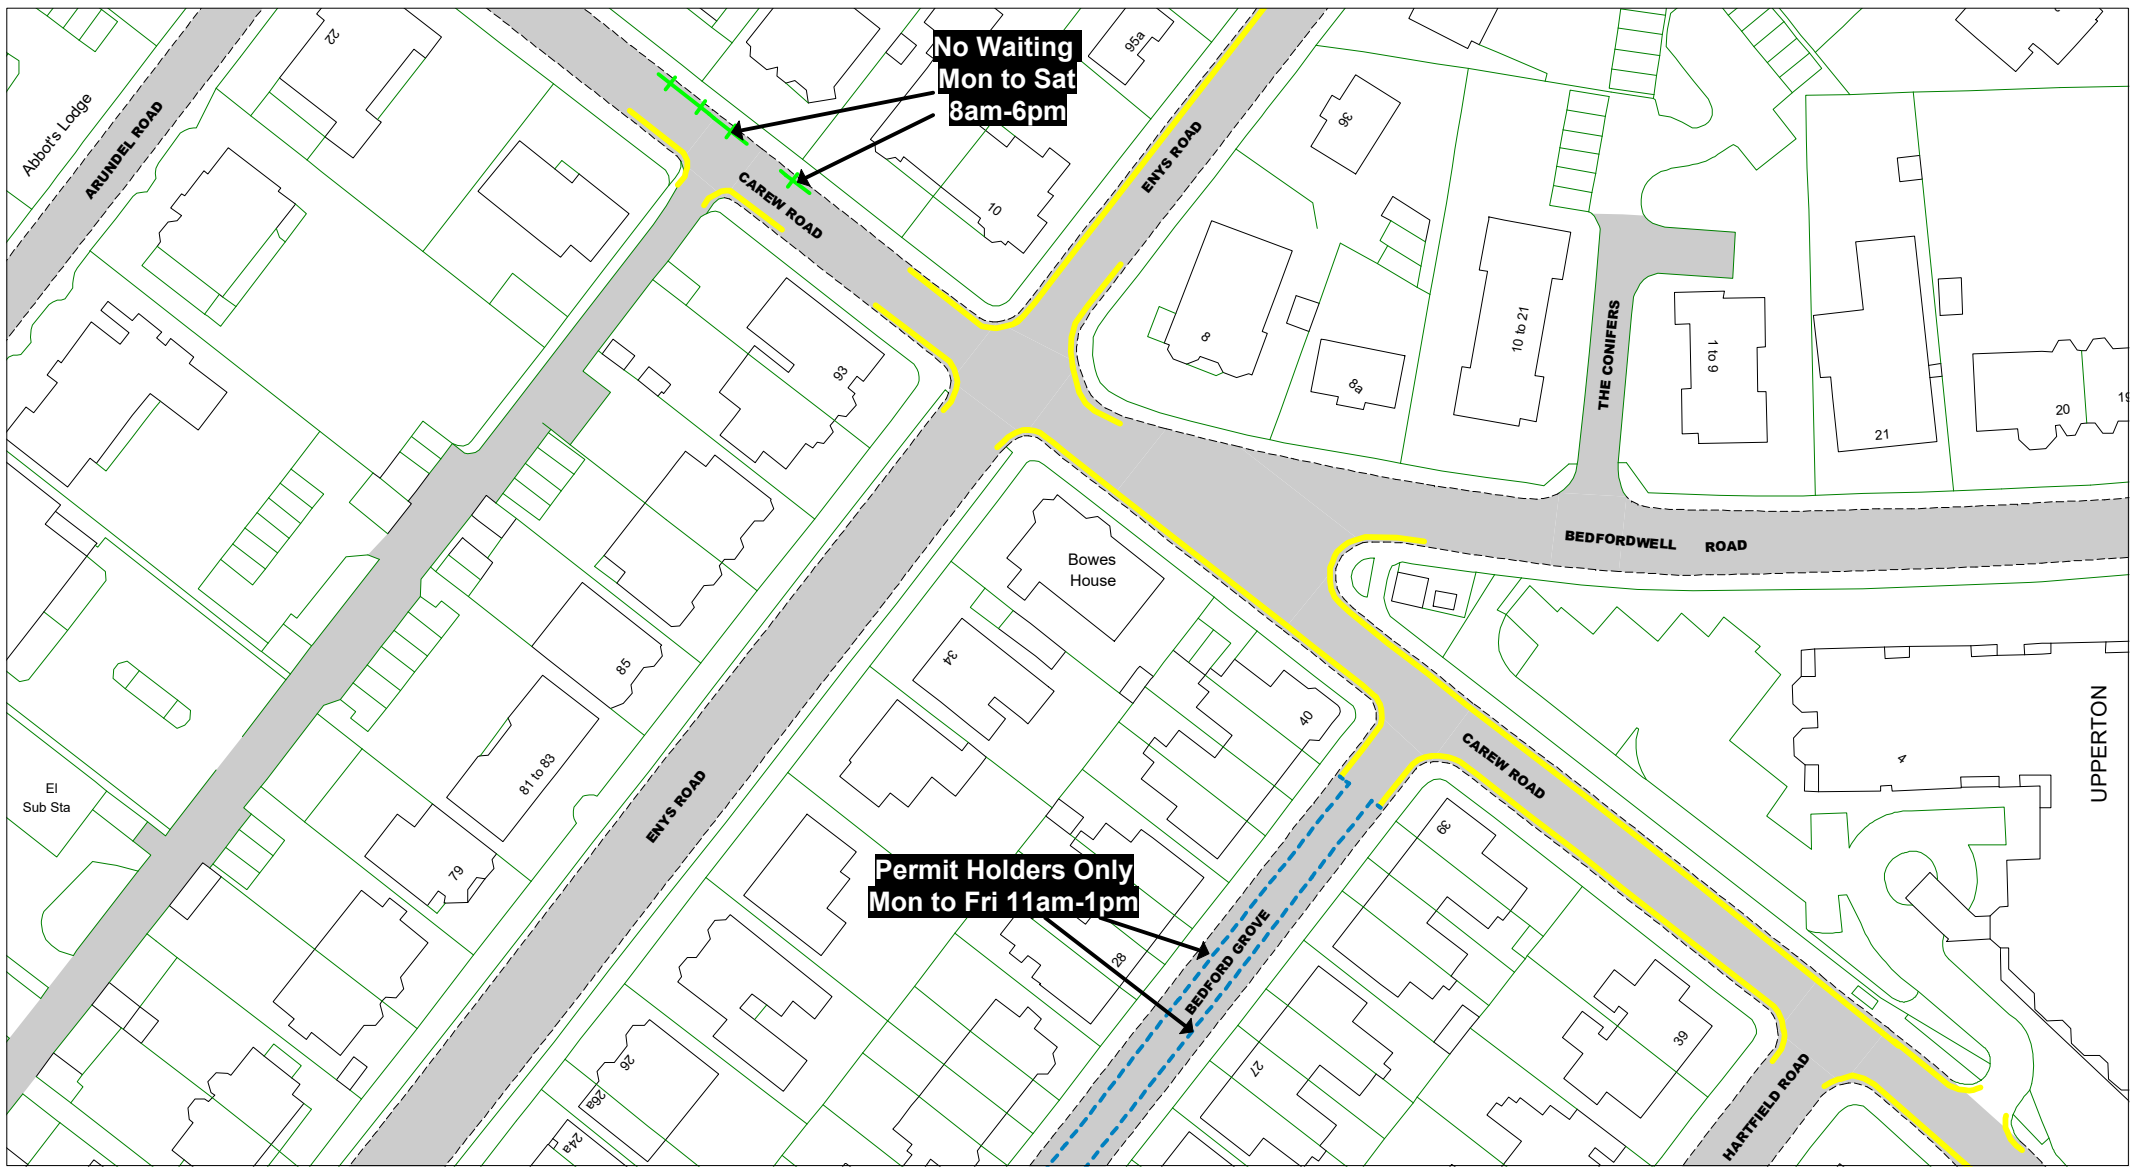 No Waiting
Mon to Sat
8am-6pm
22
95a
Abbot's Lodge
ARUNDEL ROAD
CAREW ROAD
10
ENYS ROAD
36
8
8a
10 to 21
THE CONIFERS
1 to 9
21
20
19
93
BEDFORDWELL ROAD
Bowes
House
34
40
85
81 to 83
79
El
Sub Sta
ENYS ROAD
CAREW ROAD
4
UPPERTON
39
Permit Holders Only
Mon to Fri 11am-1pm
28
BEDFORD GROVE
27
39
HARTFIELD ROAD
26
26a
24a